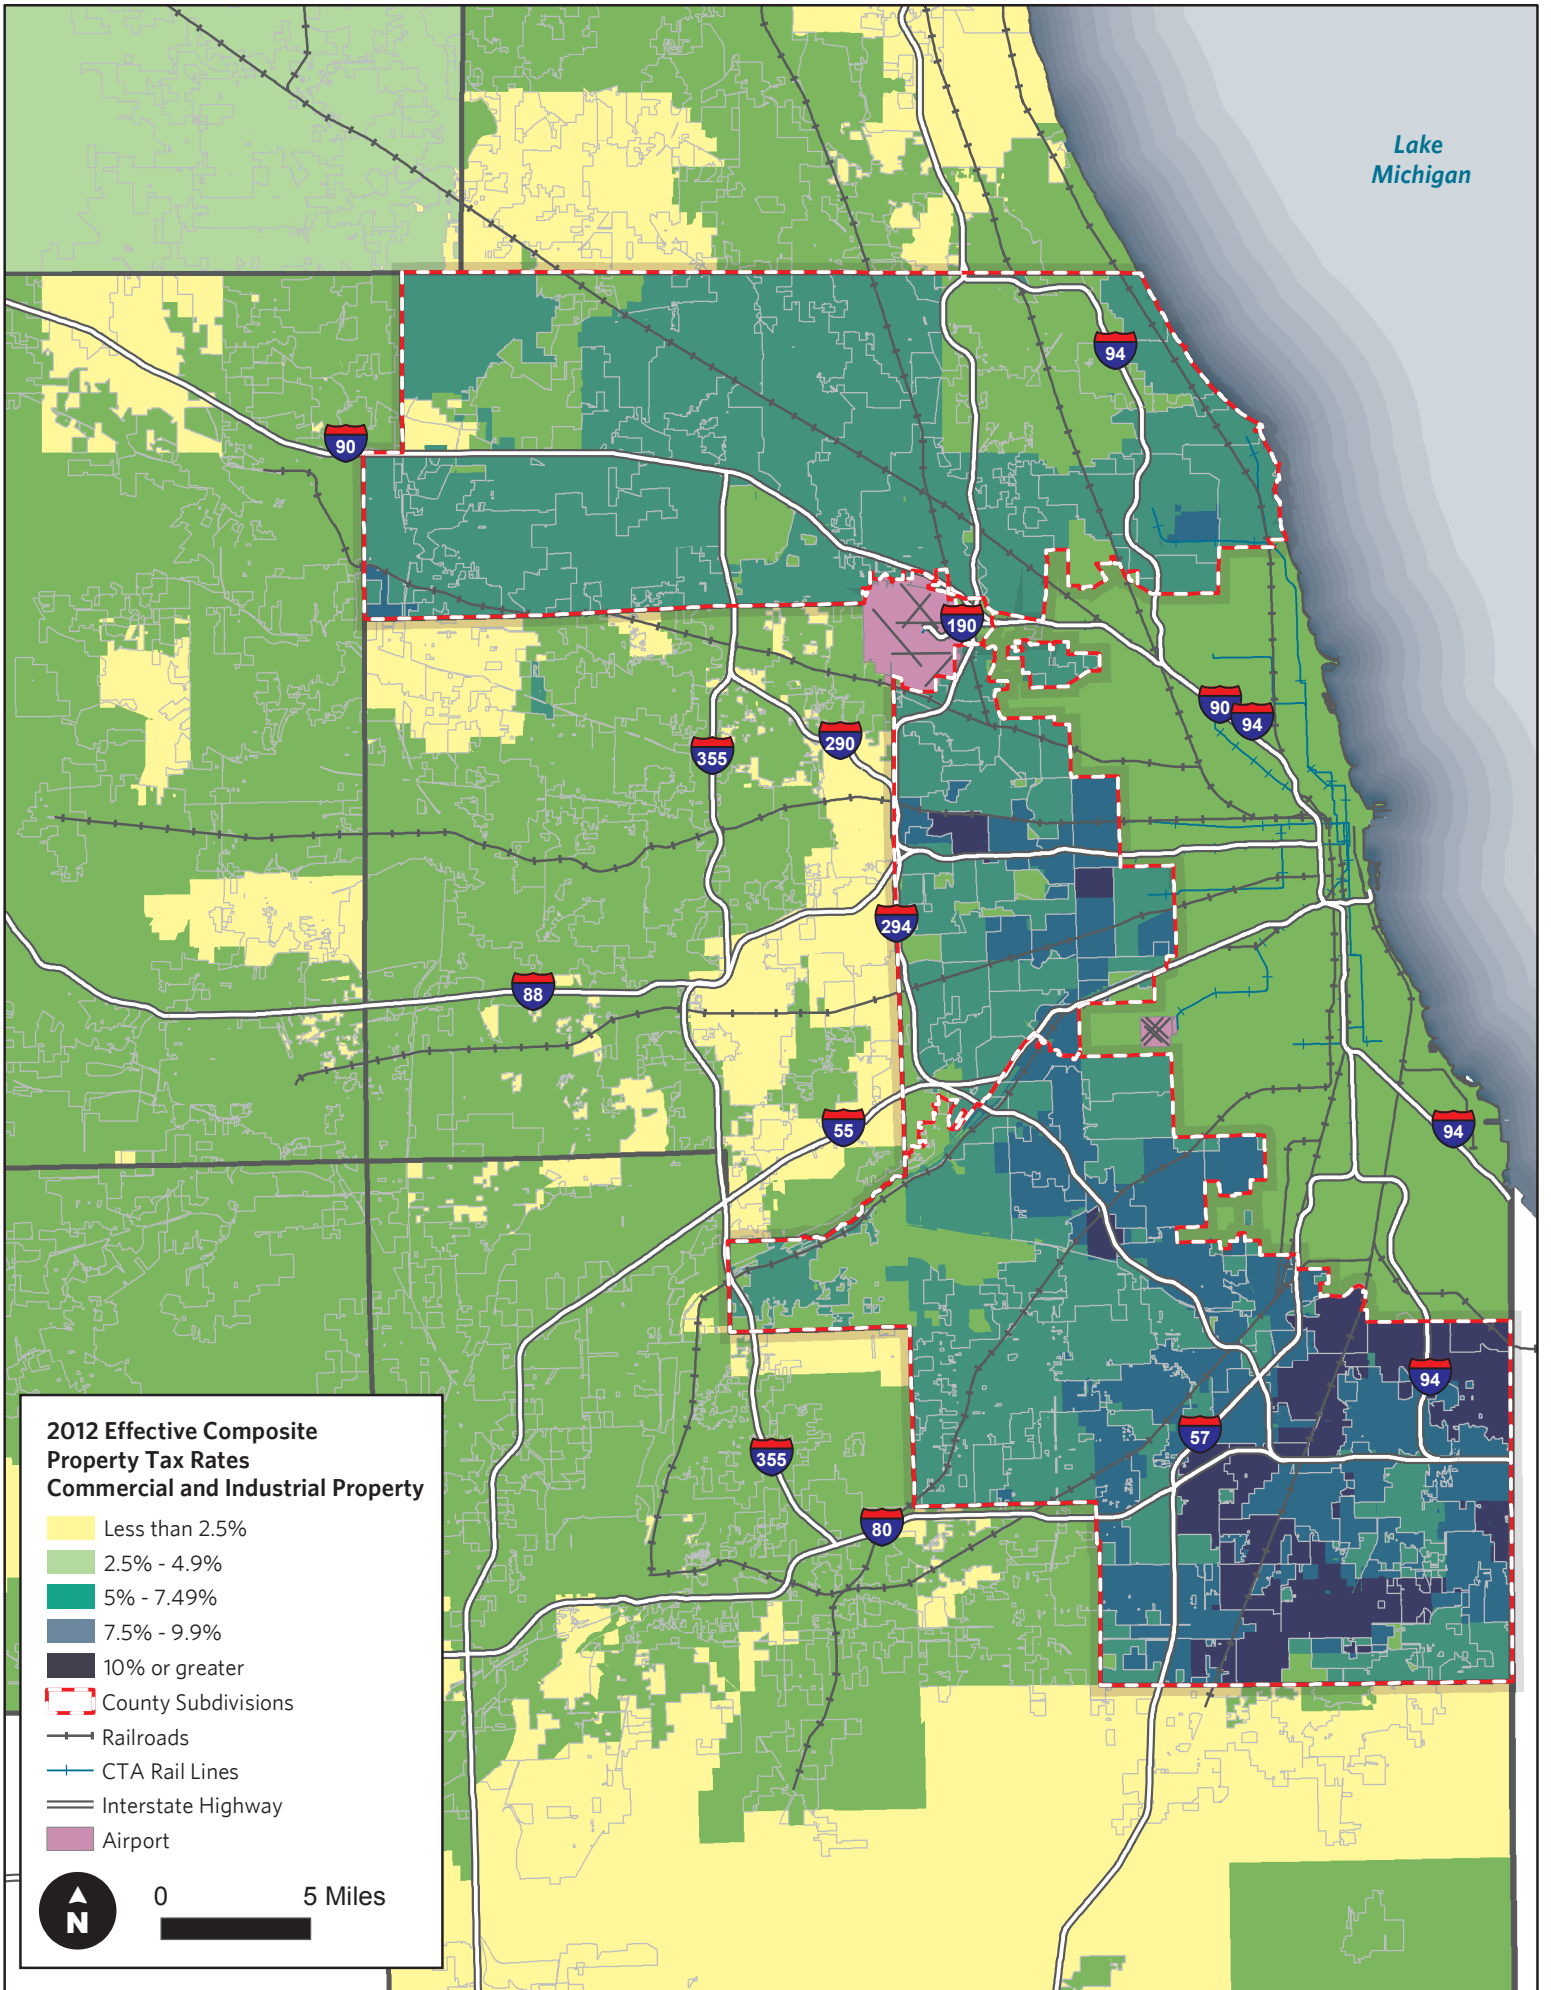 Lake
Michigan
94
90
190
90
94
290
355
294
88
55
94
94
57
355
80
2012 Effective Composite
Property Tax Rates
Commercial and Industrial Property
Less than 2.5%
2.5% - 4.9%
5% - 7.49%
7.5% - 9.9%
10% or greater
County Subdivisions
Railroads
CTA Rail Lines
Interstate Highway
Airport
N
0 5 Miles